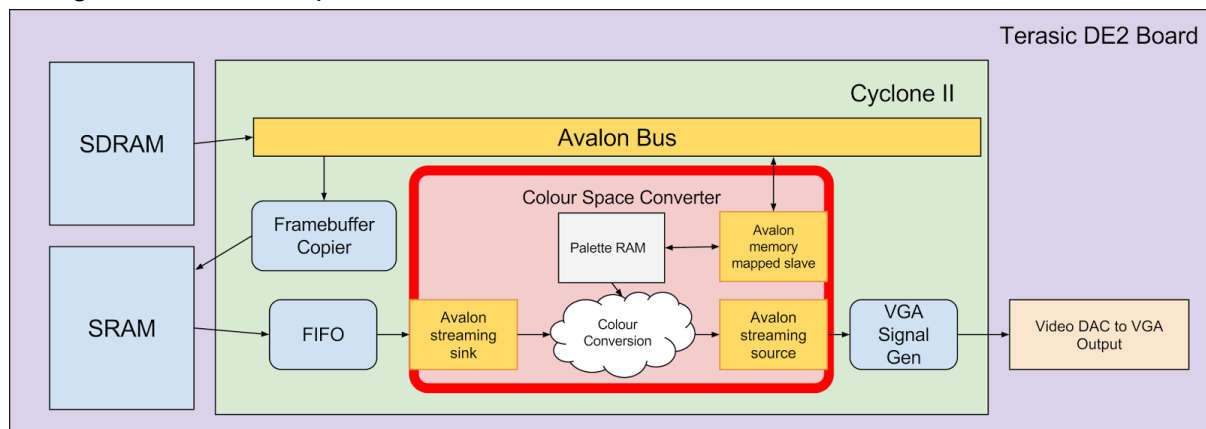 Terasic DE2 Board
Cyclone II
SDRAM
Avalon Bus
Colour Space Converter
Framebuffer
Copier
Palette RAM
Avalon
memory
mapped slave
SRAM
FIFO
Avalon
streaming
sink
Colour
Conversion
Avalon
streaming
source
VGA
Signal
Gen
Video DAC to VGA
Output